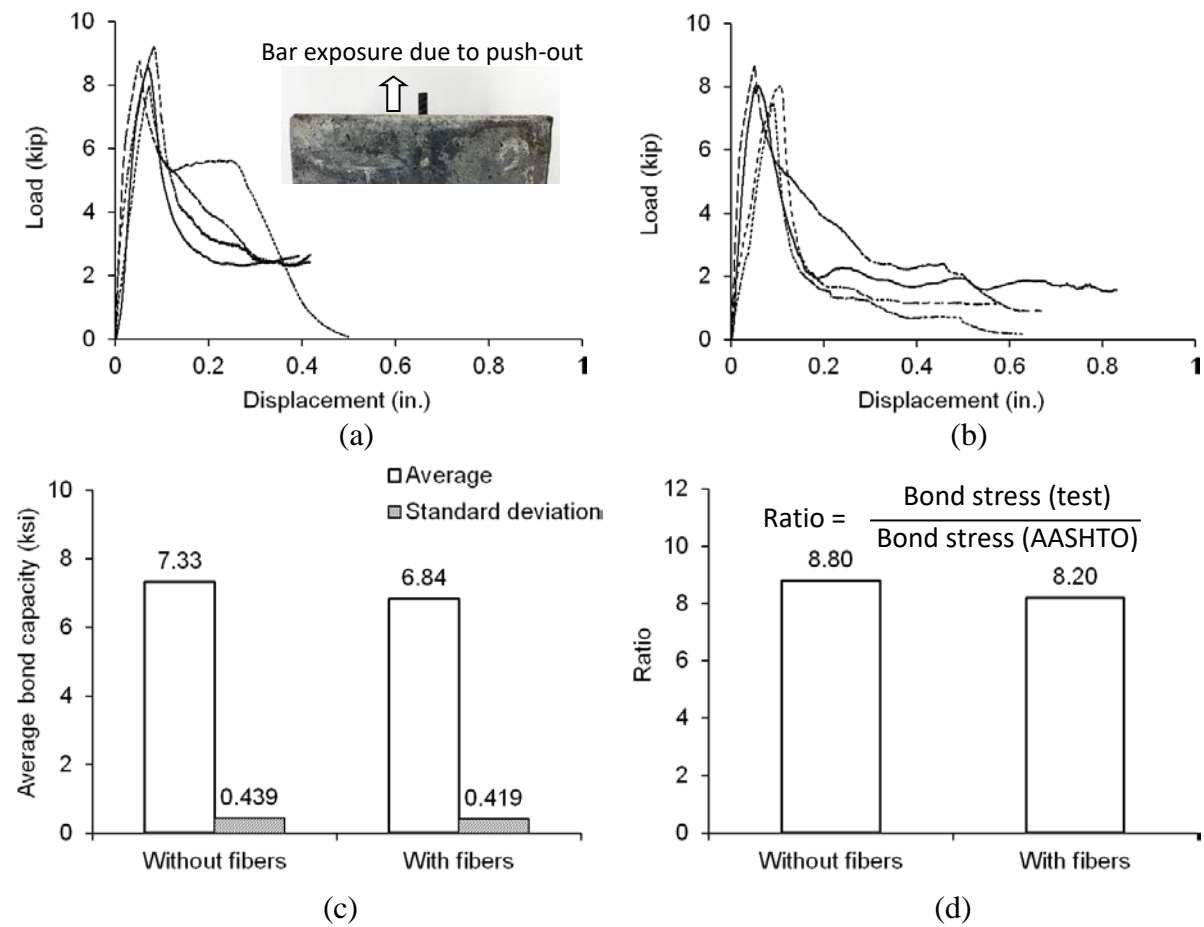 10
8
6
4
2
0
Load (kip)
0 0.2 0.4 0.6 0.8 1
Displacement (in.)
Bar exposure due to push-out
(a)
10
8
6
4
2
0
Load (kip)
0 0.2 0.4 0.6 0.8 1
Displacement (in.)
(b)
Average
Standard deviation
10
8
6
4
2
0
Average bond capacity (ksi)
7.33
0.439
6.84
0.419
Without fibers With fibers
(c)
12
10
8
6
4
2
0
Ratio
Ratio = Bond stress (test)
Bond stress (AASHTO)
8.80
8.20
Without fibers With fibers
(d)